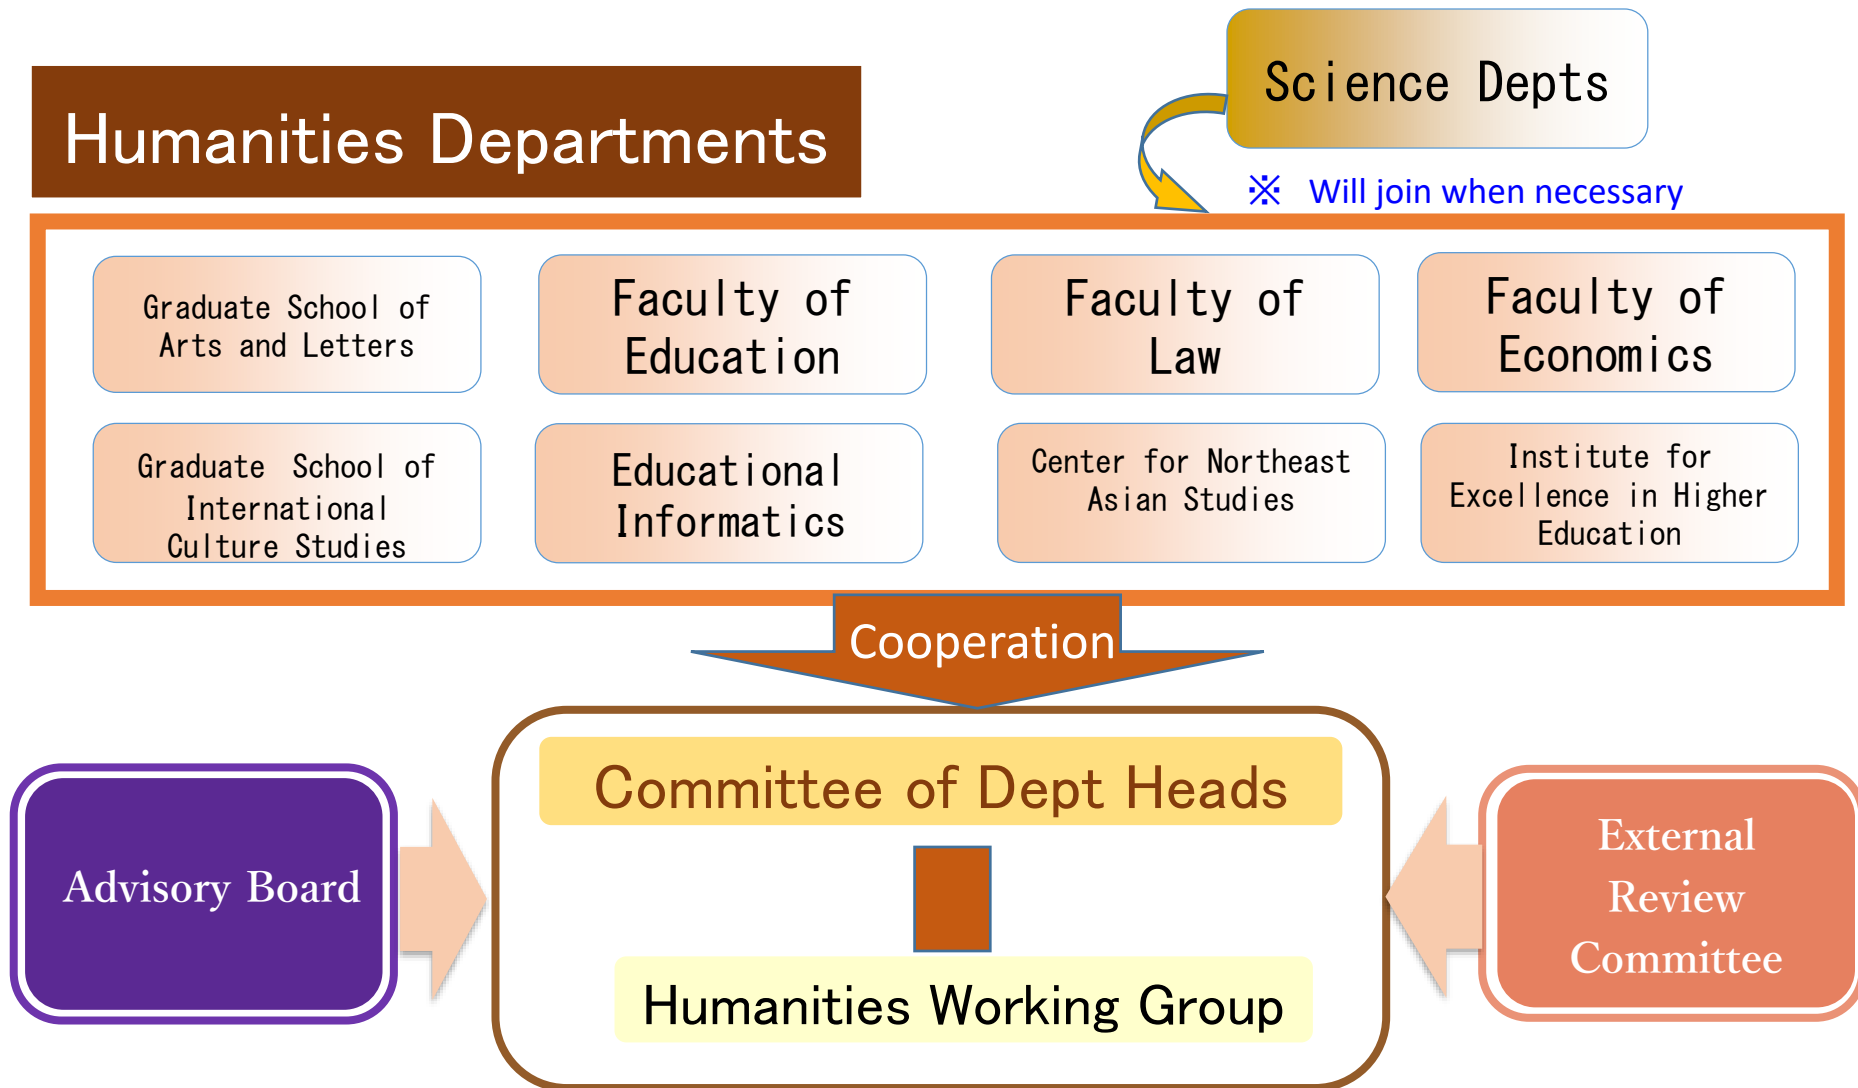 Science Depts
Humanities Departments
※ Will join when necessary
Graduate School of
Arts and Letters
Faculty of
Education
Faculty of
Law
Faculty of
Economics
Graduate School of
International
Culture Studies
Educational
Informatics
Center for Northeast
Asian Studies
Institute for
Excellence in Higher
Education
Cooperation
Committee of Dept Heads
Advisory Board
External
Review
Committee
Humanities Working Group